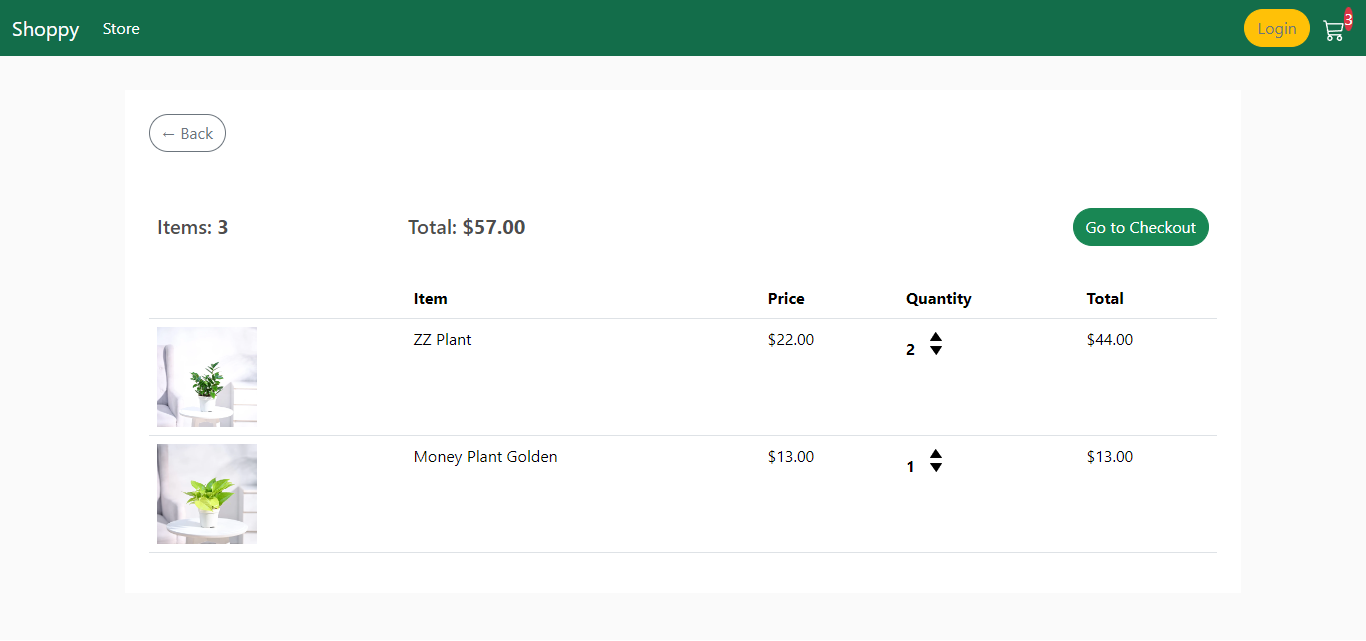 Shoppy Store Login 3
← Back
Items: 3 Total: $57.00 Go to Checkout
Item Price Quantity Total
ZZ Plant $22.00 2 $44.00
Money Plant Golden $13.00 1 $13.00